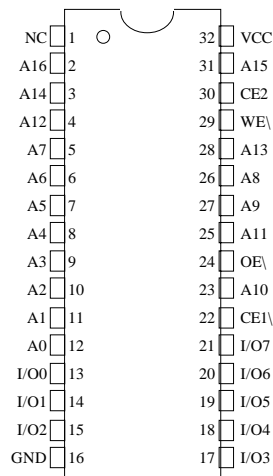 NC 1 32 VCC
A16 2 31 A15
A14 3 30 CE2
A12 4 29 WE\
A7 5 28 A13
A6 6 26 A8
A5 7 27 A9
A4 8 25 A11
A3 9 24 OE\
A2 10 23 A10
A1 11 22 CE1\
A0 12 21 I/O7
I/O0 13 20 I/O6
I/O1 14 19 I/O5
I/O2 15 18 I/O4
GND 16 17 I/O3